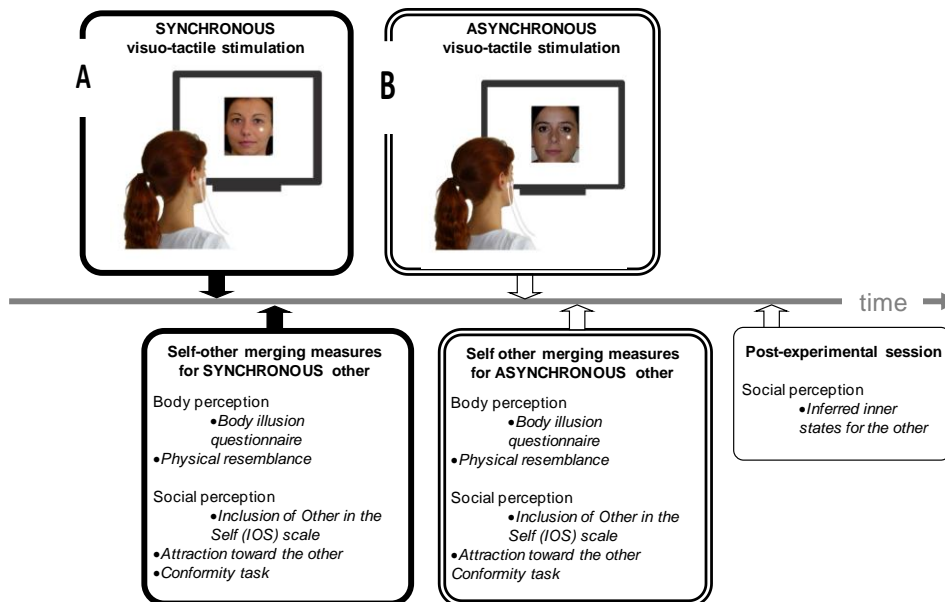 SYNCHRONOUS
visuo-tactile stimulation
A
ASYNCHRONOUS
visuo-tactile stimulation
B
time
Self-other merging measures
for SYNCHRONOUS other
Body perception
•Body illusion
questionnaire
•Physical resemblance
Social perception
•Inclusion of Other in the
Self (IOS) scale
•Attraction toward the other
•Conformity task
Self other merging measures
for ASYNCHRONOUS other
Body perception
•Body illusion
questionnaire
•Physical resemblance
Social perception
•Inclusion of Other in the
Self (IOS) scale
•Attraction toward the other
Conformity task
Post-experimental session
Social perception
•Inferred inner
states for the other